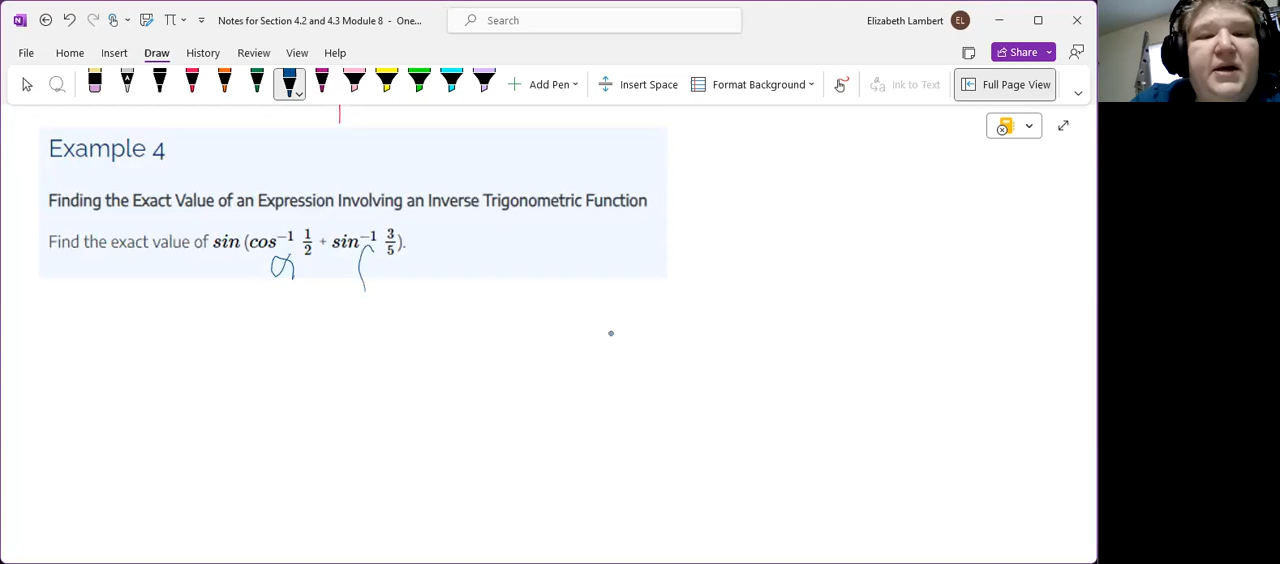 Notes for Section 4.2 and 4.3 Module 8 - One...
Search
Elizabeth Lambert EL
File Home Insert Draw History Review View Help
Share
Add Pen
Insert Space
Format Background
Ink to Text
Full Page View
Example 4
Finding the Exact Value of an Expression Involving an Inverse Trigonometric Function
Find the exact value of sin (cos⁻¹ 1/2 + sin⁻¹ 3/5).
α